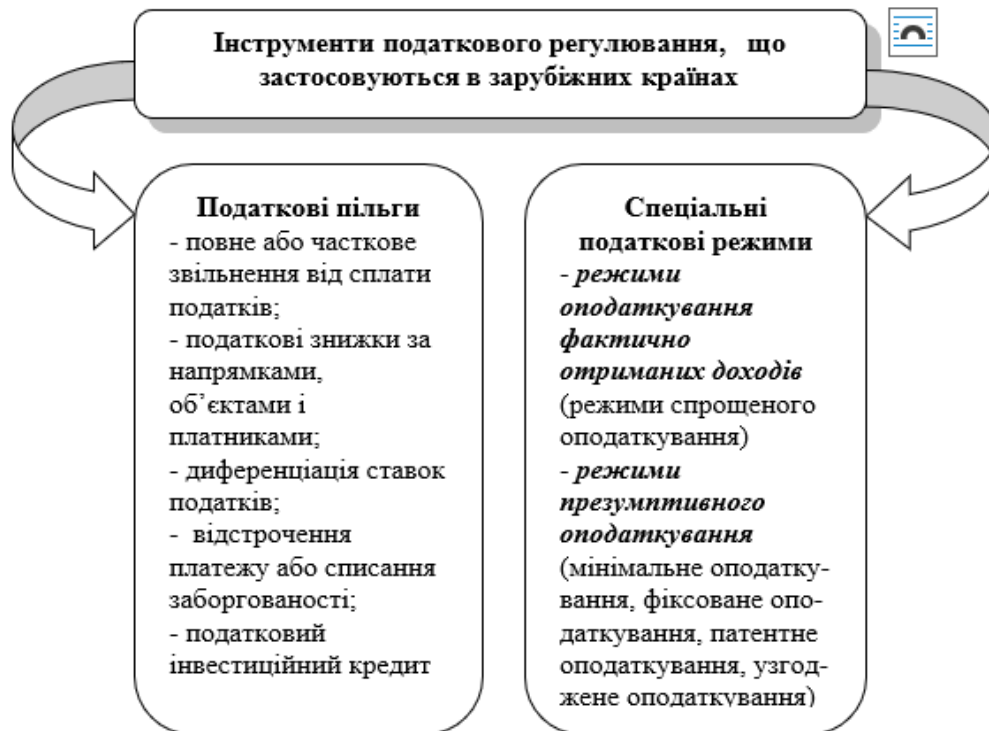 Інструменти податкового регулювання, що
застосовуються в зарубіжних країнах
Податкові пільги
- повне або часткове
звільнення від сплати
податків;
- податкові знижки за
напрямками,
об’єктами і
платниками;
- диференціація ставок
податків;
- відстрочення
платежу або списання
заборгованості;
- податковий
інвестиційний кредит
Спеціальні
податкові режими
- режими
оподаткування
фактично
отриманих доходів
(режими спрощеного
оподаткування)
- режими
презумптивного
оподаткування
(мінімальне оподатку-
вання, фіксоване опо-
даткування, патентне
оподаткування, узгод-
жене оподаткування)